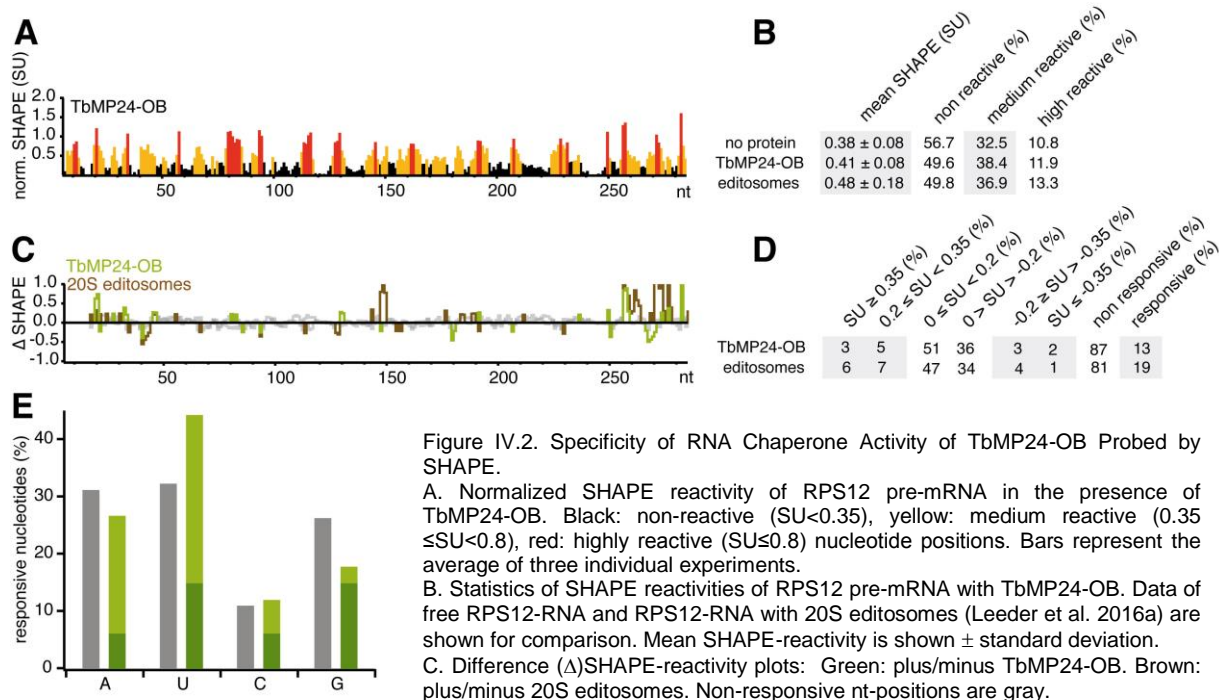 A
norm. SHAPE (SU)
2.0
1.5
1.0
0.5
TbMP24-OB
50
100
150
200
250
nt
B
mean SHAPE (SU)
non reactive (%)
medium reactive (%)
high reactive (%)
no protein 0.38 ± 0.08 56.7 32.5 10.8
TbMP24-OB 0.41 ± 0.08 49.6 38.4 11.9
editosomes 0.48 ± 0.18 49.8 36.9 13.3
C
TbMP24-OB
20S editosomes
Δ SHAPE
1.0
0.5
0.0
-0.5
-1.0
50
100
150
200
250
nt
D
SU ≥ 0.35 (%)
0.2 ≤ SU < 0.35 (%)
0 ≤ SU < 0.2 (%)
0 > SU > -0.2 (%)
-0.2 ≥ SU > -0.35 (%)
SU ≤ -0.35 (%)
non responsive (%)
responsive (%)
TbMP24-OB 3 5 51 36 3 2 87 13
editosomes 6 7 47 34 4 1 81 19
E
responsive nucleotides (%)
40
30
20
10
0
A U C G
Figure IV.2. Specificity of RNA Chaperone Activity of TbMP24-OB Probed by
SHAPE.
A. Normalized SHAPE reactivity of RPS12 pre-mRNA in the presence of
TbMP24-OB. Black: non-reactive (SU<0.35), yellow: medium reactive (0.35
≤SU<0.8), red: highly reactive (SU≤0.8) nucleotide positions. Bars represent the
average of three individual experiments.
B. Statistics of SHAPE reactivities of RPS12 pre-mRNA with TbMP24-OB. Data of
free RPS12-RNA and RPS12-RNA with 20S editosomes (Leeder et al. 2016a) are
shown for comparison. Mean SHAPE-reactivity is shown ± standard deviation.
C. Difference (Δ)SHAPE-reactivity plots: Green: plus/minus TbMP24-OB. Brown:
plus/minus 20S editosomes. Non-responsive nt-positions are gray.